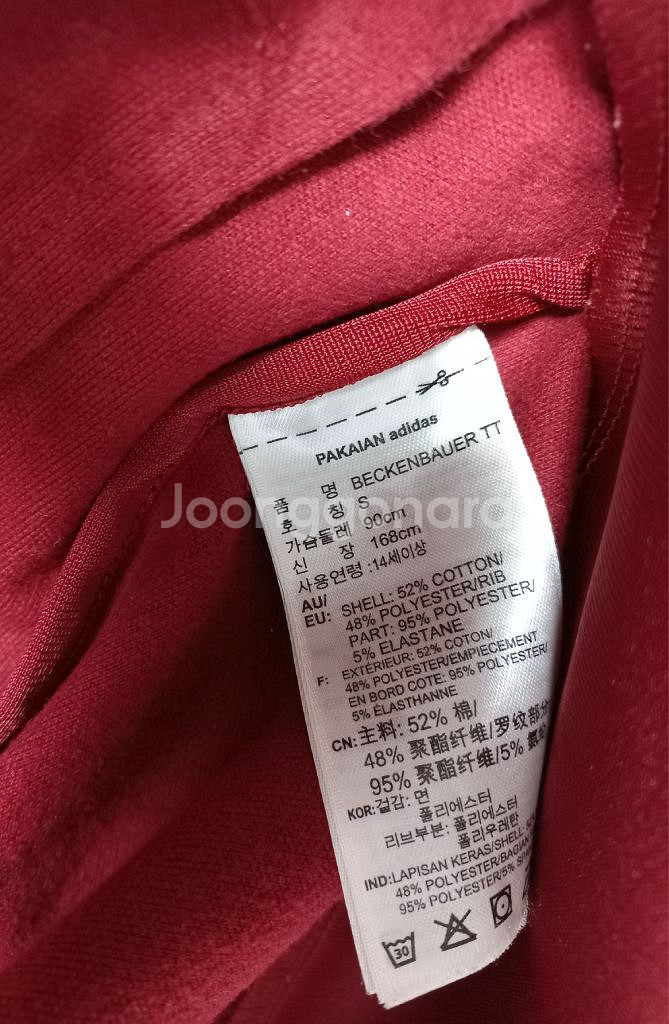 PAKAIAN adidas
품 명 BECKENBAUER TT
호 칭 S
가슴둘레 90cm
신 장 168cm
사용연령 :14세이상
AU/
EU: SHELL: 52% COTTON/
48% POLYESTER/RIB
PART: 95% POLYESTER/
5% ELASTANE
F: EXTÉRIEUR: 52% COTON/
48% POLYESTER/EMPIECEMENT
EN BORD COTE: 95% POLYESTER/
5% ÉLASTHANNE
CN:主料: 52% 棉/
48% 聚酯纤维/罗纹部分
95% 聚酯纤维/5% 氨纶
KOR:겉감: 면
폴리에스터
리브부분: 폴리에스터
폴리우레탄
IND:LAPISAN KERAS/SHELL:
48% POLYESTER/BAGIAN
95% POLYESTER/5%
30
Joonggonara